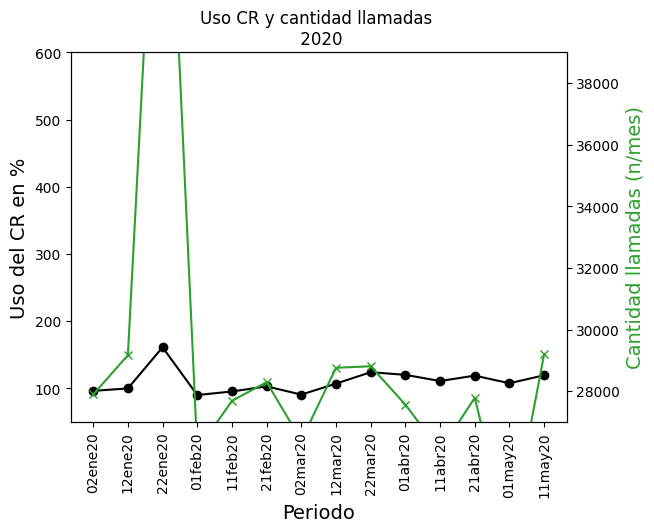 Uso CR y cantidad llamadas
2020
600
500
400
300
200
100
Uso del CR en %
38000
36000
34000
32000
30000
28000
Cantidad llamadas (n/mes)
02ene20
12ene20
22ene20
01feb20
11feb20
21feb20
02mar20
12mar20
22mar20
01abr20
11abr20
21abr20
01may20
11may20
Periodo